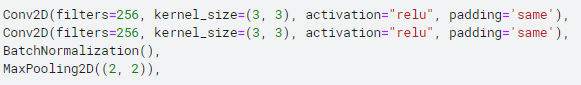 Conv2D(filters=256, kernel_size=(3, 3), activation="relu", padding='same'),
Conv2D(filters=256, kernel_size=(3, 3), activation="relu", padding='same'),
BatchNormalization(),
MaxPooling2D((2, 2)),